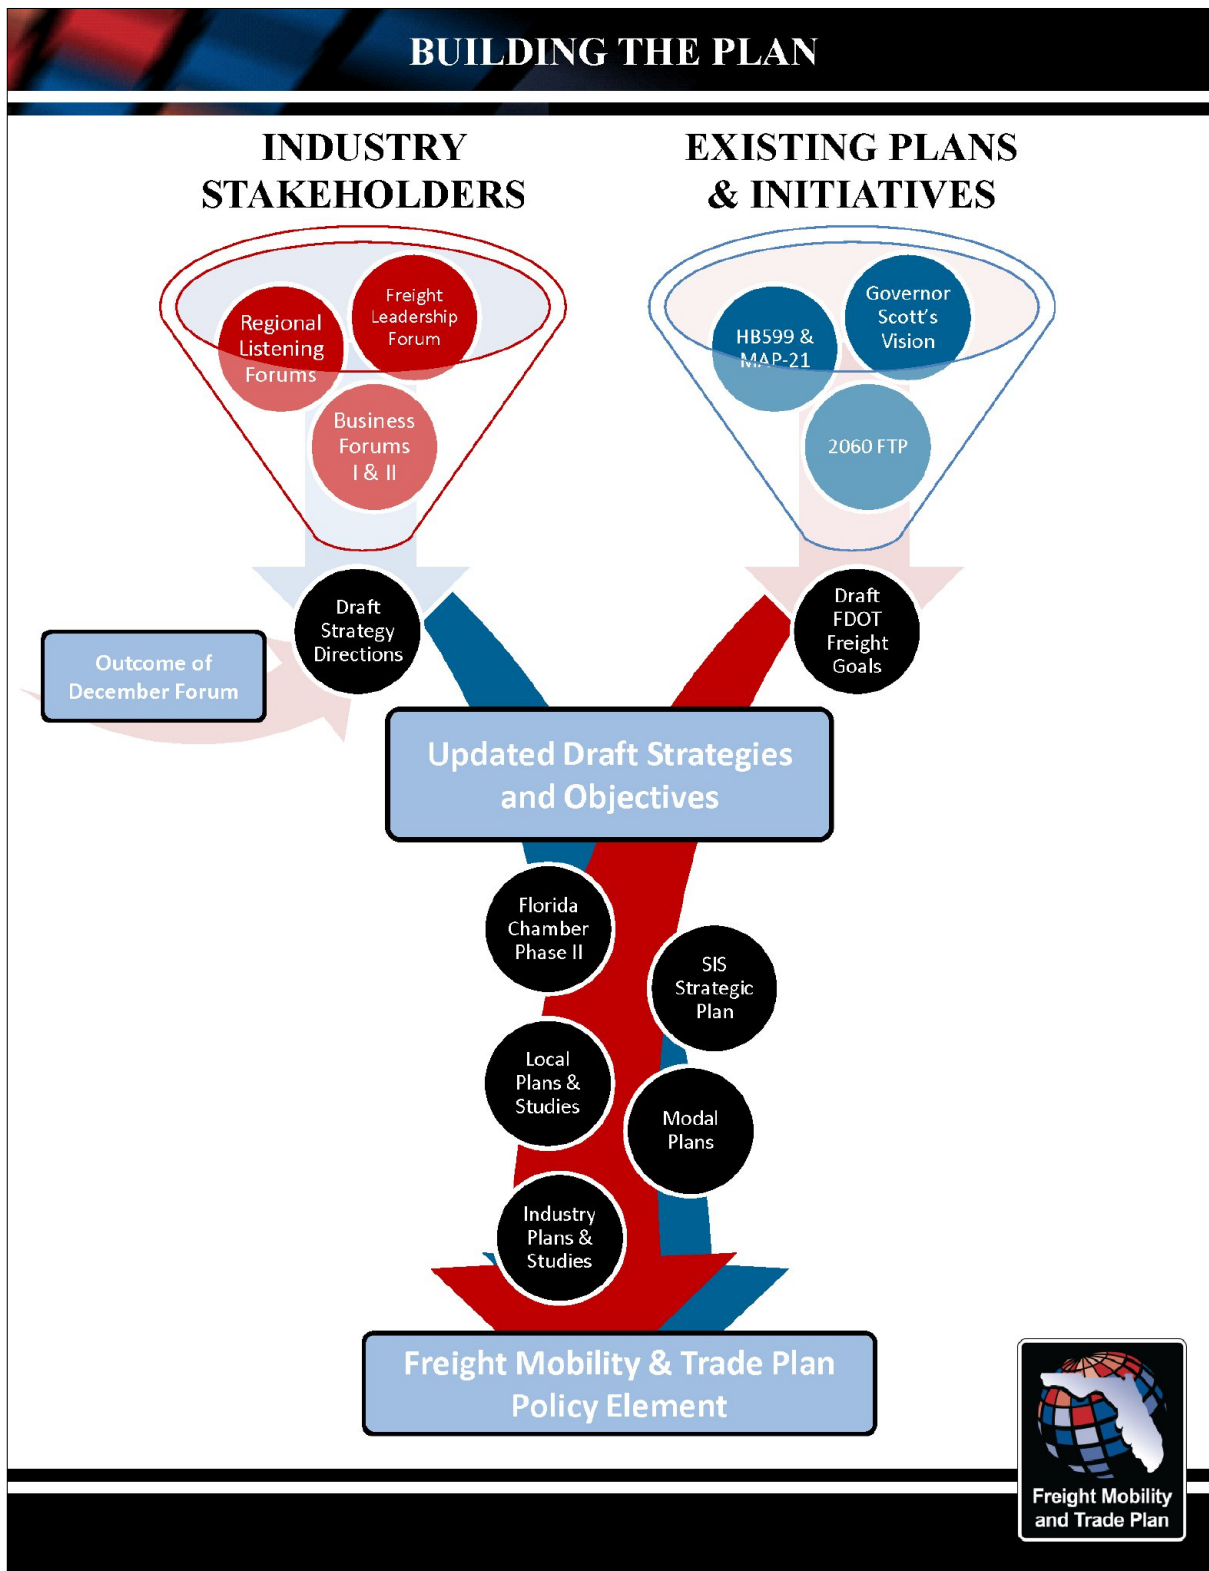 BUILDING THE PLAN
INDUSTRY
STAKEHOLDERS
EXISTING PLANS
& INITIATIVES
Regional
Listening
Forums
Freight
Leadership
Forum
Business
Forums
I & II
HB599 &
MAP-21
Governor
Scott's
Vision
2060 FTP
Draft
Strategy
Directions
Draft
FDOT
Freight
Goals
Outcome of
December Forum
Updated Draft Strategies
and Objectives
Florida
Chamber
Phase II
SIS
Strategic
Plan
Local
Plans &
Studies
Modal
Plans
Industry
Plans &
Studies
Freight Mobility & Trade Plan
Policy Element
Freight Mobility
and Trade Plan